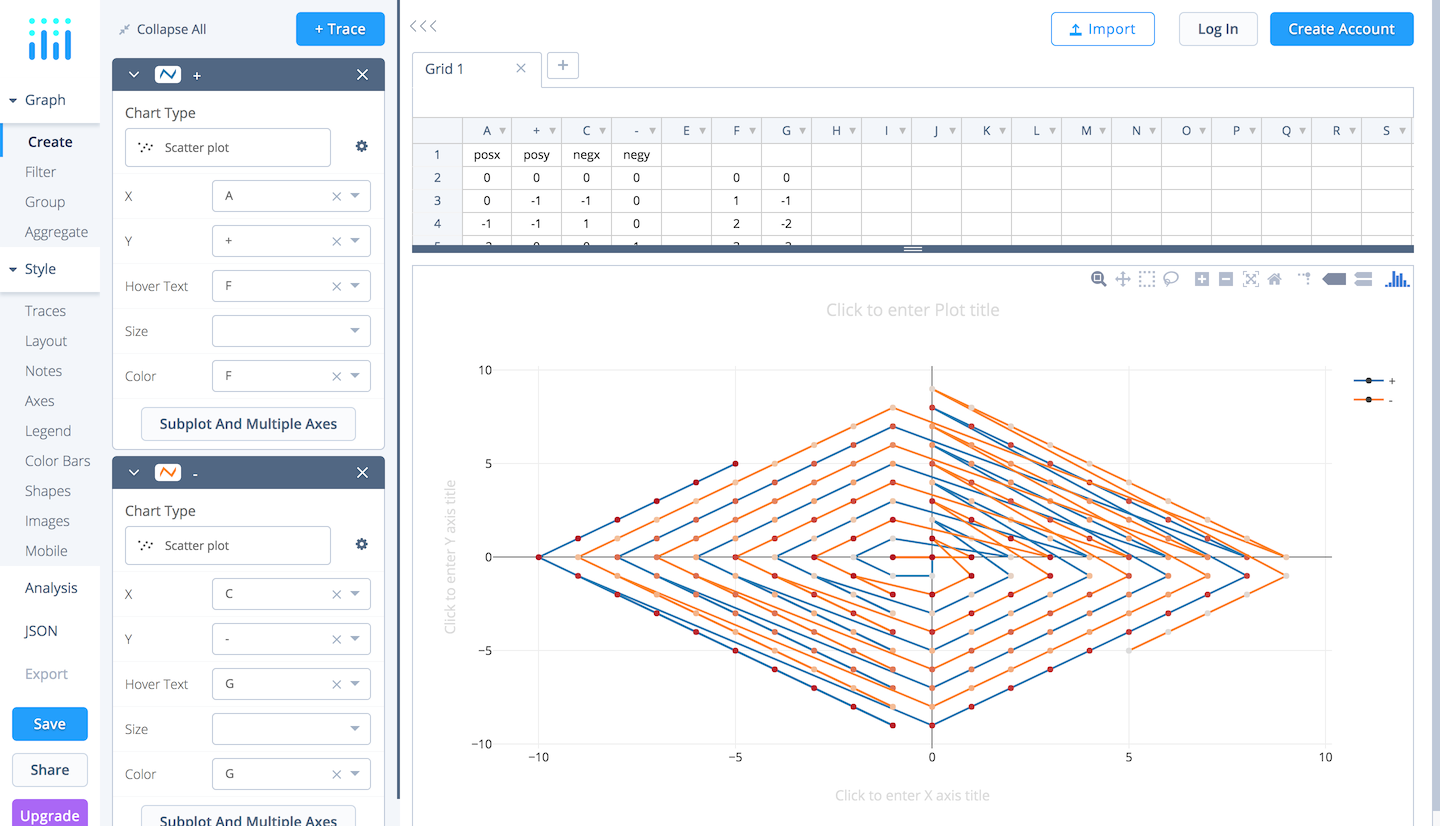 Collapse All
+ Trace
Graph
Create
Filter
Group
Aggregate
Style
Traces
Layout
Notes
Axes
Legend
Color Bars
Shapes
Images
Mobile
Analysis
JSON
Export
Save
Share
Upgrade
+
Chart Type
Scatter plot
X A
Y +
Hover Text F
Size
Color F
Subplot And Multiple Axes
-
Chart Type
Scatter plot
X C
Y -
Hover Text G
Size
Color G
Subplot And Multiple Axes
Import
Log In
Create Account
Grid 1
+
A + C - E F G H I J K L M N O P Q R S
1 posx posy negx negy
2 0 0 0 0 0 0
3 0 -1 -1 0 1 -1
4 -1 -1 1 0 2 -2
Click to enter Plot title
10
5
0
−5
−10
−10 −5 0 5 10
Click to enter Y axis title
Click to enter X axis title
+
-